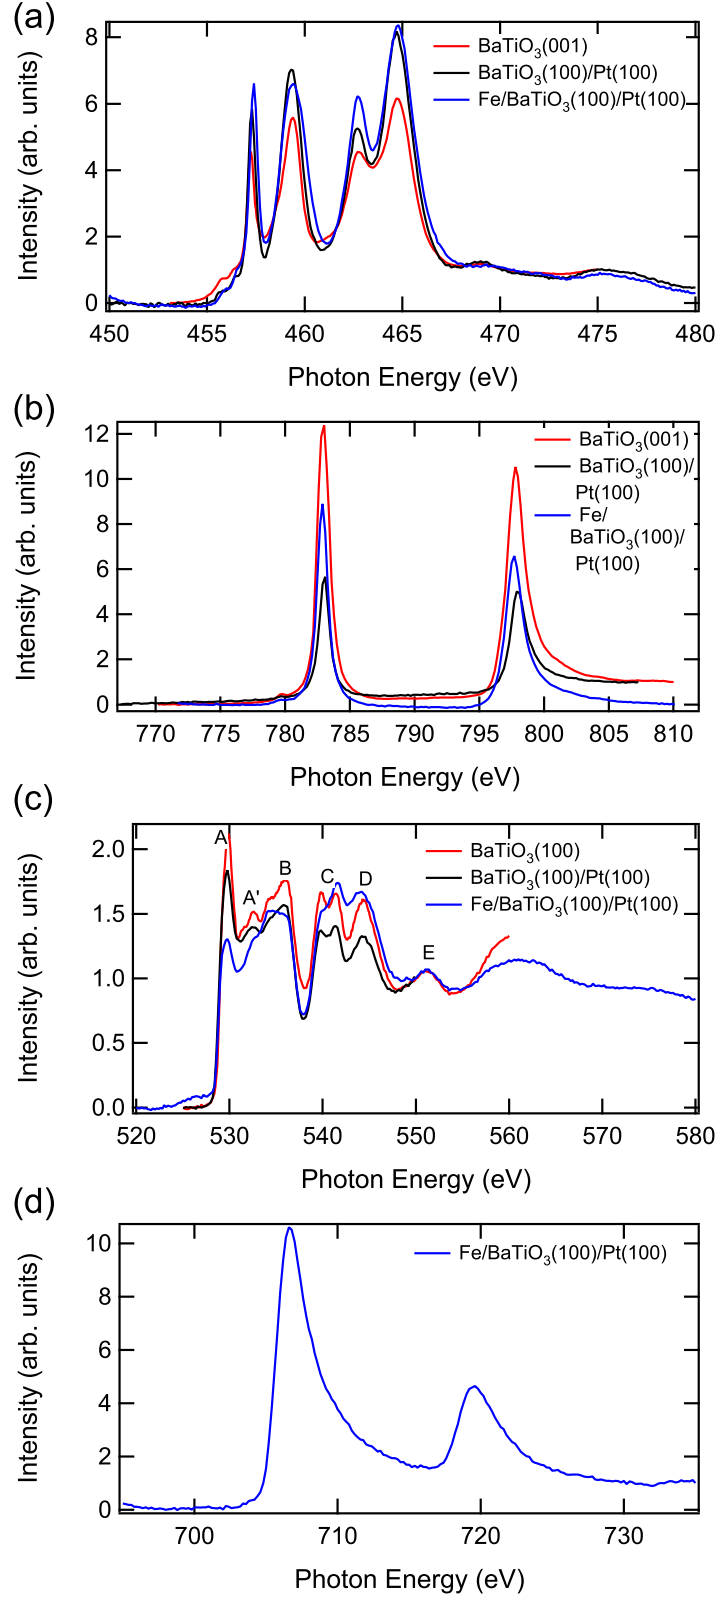 (a)
8
6
4
2
0
Intensity (arb. units)
BaTiO3(001)
BaTiO3(100)/Pt(100)
Fe/BaTiO3(100)/Pt(100)
450 455 460 465 470 475 480
Photon Energy (eV)
(b)
12
10
8
6
4
2
0
Intensity (arb. units)
BaTiO3(001)
BaTiO3(100)/
Pt(100)
Fe/
BaTiO3(100)/
Pt(100)
770 775 780 785 790 795 800 805 810
Photon Energy (eV)
(c)
2.0
1.5
1.0
0.5
0.0
Intensity (arb. units)
A
A'
B
C
D
E
BaTiO3(100)
BaTiO3(100)/Pt(100)
Fe/BaTiO3(100)/Pt(100)
520 530 540 550 560 570 580
Photon Energy (eV)
(d)
10
8
6
4
2
0
Intensity (arb. units)
Fe/BaTiO3(100)/Pt(100)
700 710 720 730
Photon Energy (eV)